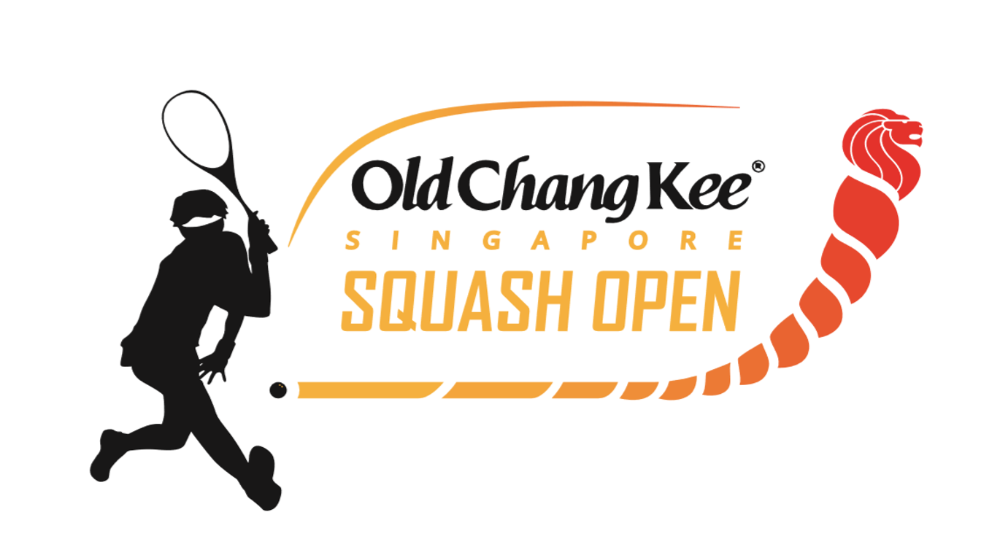 Old Chang Kee®
SINGAPORE
SQUASH OPEN